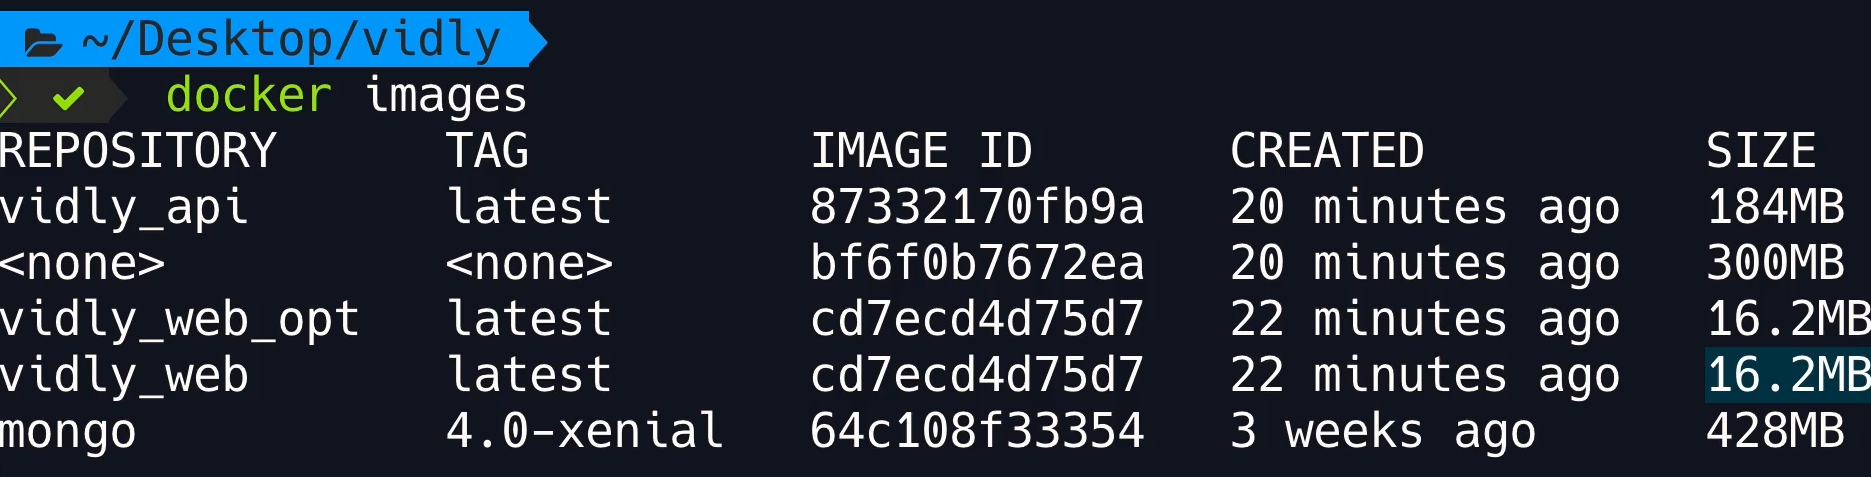 ~/Desktop/vidly
docker images
REPOSITORY TAG IMAGE ID CREATED SIZE
vidly_api latest 87332170fb9a 20 minutes ago 184MB
<none> <none> bf6f0b7672ea 20 minutes ago 300MB
vidly_web_opt latest cd7ecd4d75d7 22 minutes ago 16.2MB
vidly_web latest cd7ecd4d75d7 22 minutes ago 16.2MB
mongo 4.0-xenial 64c108f33354 3 weeks ago 428MB